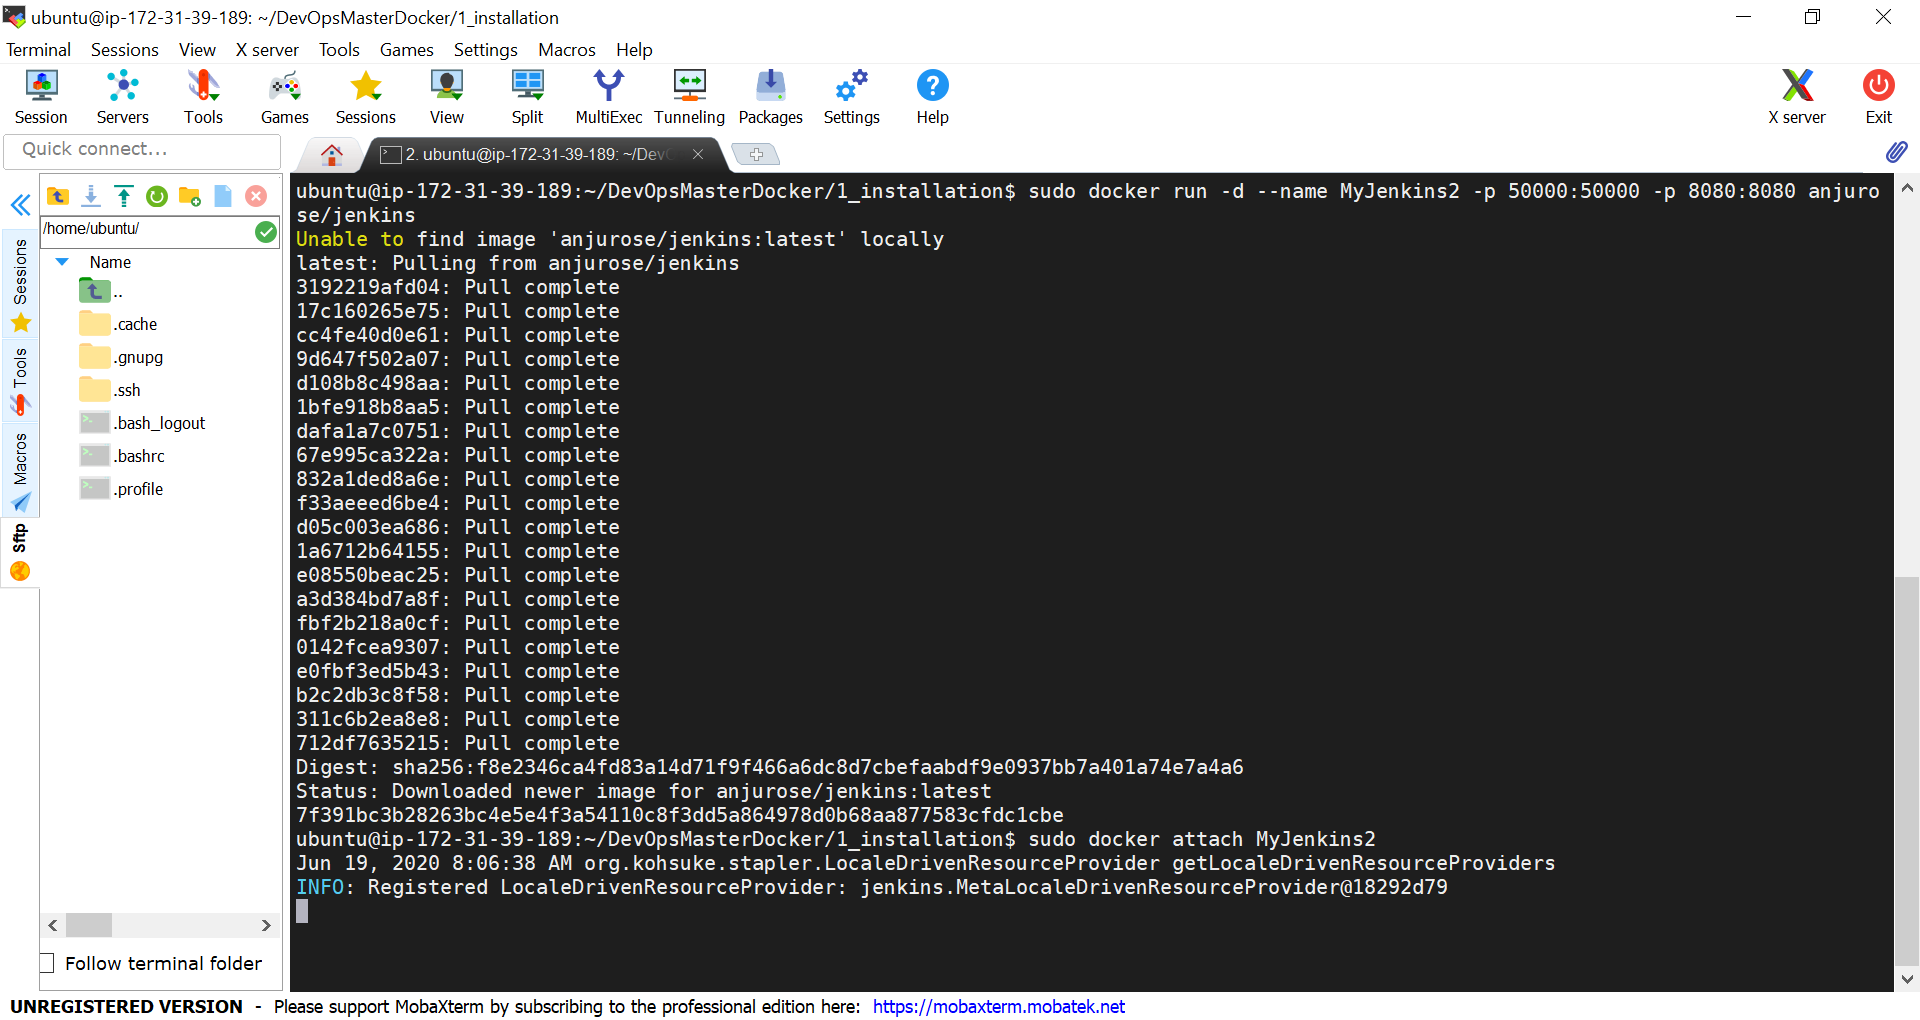 ubuntu@ip-172-31-39-189: ~/DevOpsMasterDocker/1_installation
Terminal Sessions View X server Tools Games Settings Macros Help
Session Servers Tools Games Sessions View Split MultiExec Tunneling Packages Settings Help X server Exit
Quick connect...
2. ubuntu@ip-172-31-39-189: ~/Dev
/home/ubuntu/
Name
..
.cache
.gnupg
.ssh
.bash_logout
.bashrc
.profile
Sessions
Tools
Macros
Sftp
Follow terminal folder
ubuntu@ip-172-31-39-189:~/DevOpsMasterDocker/1_installation$ sudo docker run -d --name MyJenkins2 -p 50000:50000 -p 8080:8080 anjuro
se/jenkins
Unable to find image 'anjurose/jenkins:latest' locally
latest: Pulling from anjurose/jenkins
3192219afd04: Pull complete
17c160265e75: Pull complete
cc4fe40d0e61: Pull complete
9d647f502a07: Pull complete
d108b8c498aa: Pull complete
1bfe918b8aa5: Pull complete
dafa1a7c0751: Pull complete
67e995ca322a: Pull complete
832a1ded8a6e: Pull complete
f33aeeed6be4: Pull complete
d05c003ea686: Pull complete
1a6712b64155: Pull complete
e08550beac25: Pull complete
a3d384bd7a8f: Pull complete
fbf2b218a0cf: Pull complete
0142fcea9307: Pull complete
e0fbf3ed5b43: Pull complete
b2c2db3c8f58: Pull complete
311c6b2ea8e8: Pull complete
712df7635215: Pull complete
Digest: sha256:f8e2346ca4fd83a14d71f9f466a6dc8d7cbefaabdf9e0937bb7a401a74e7a4a6
Status: Downloaded newer image for anjurose/jenkins:latest
7f391bc3b28263bc4e5e4f3a54110c8f3dd5a864978d0b68aa877583cfdc1cbe
ubuntu@ip-172-31-39-189:~/DevOpsMasterDocker/1_installation$ sudo docker attach MyJenkins2
Jun 19, 2020 8:06:38 AM org.kohsuke.stapler.LocaleDrivenResourceProvider getLocaleDrivenResourceProviders
INFO: Registered LocaleDrivenResourceProvider: jenkins.MetaLocaleDrivenResourceProvider@18292d79
UNREGISTERED VERSION - Please support MobaXterm by subscribing to the professional edition here: https://mobaxterm.mobatek.net